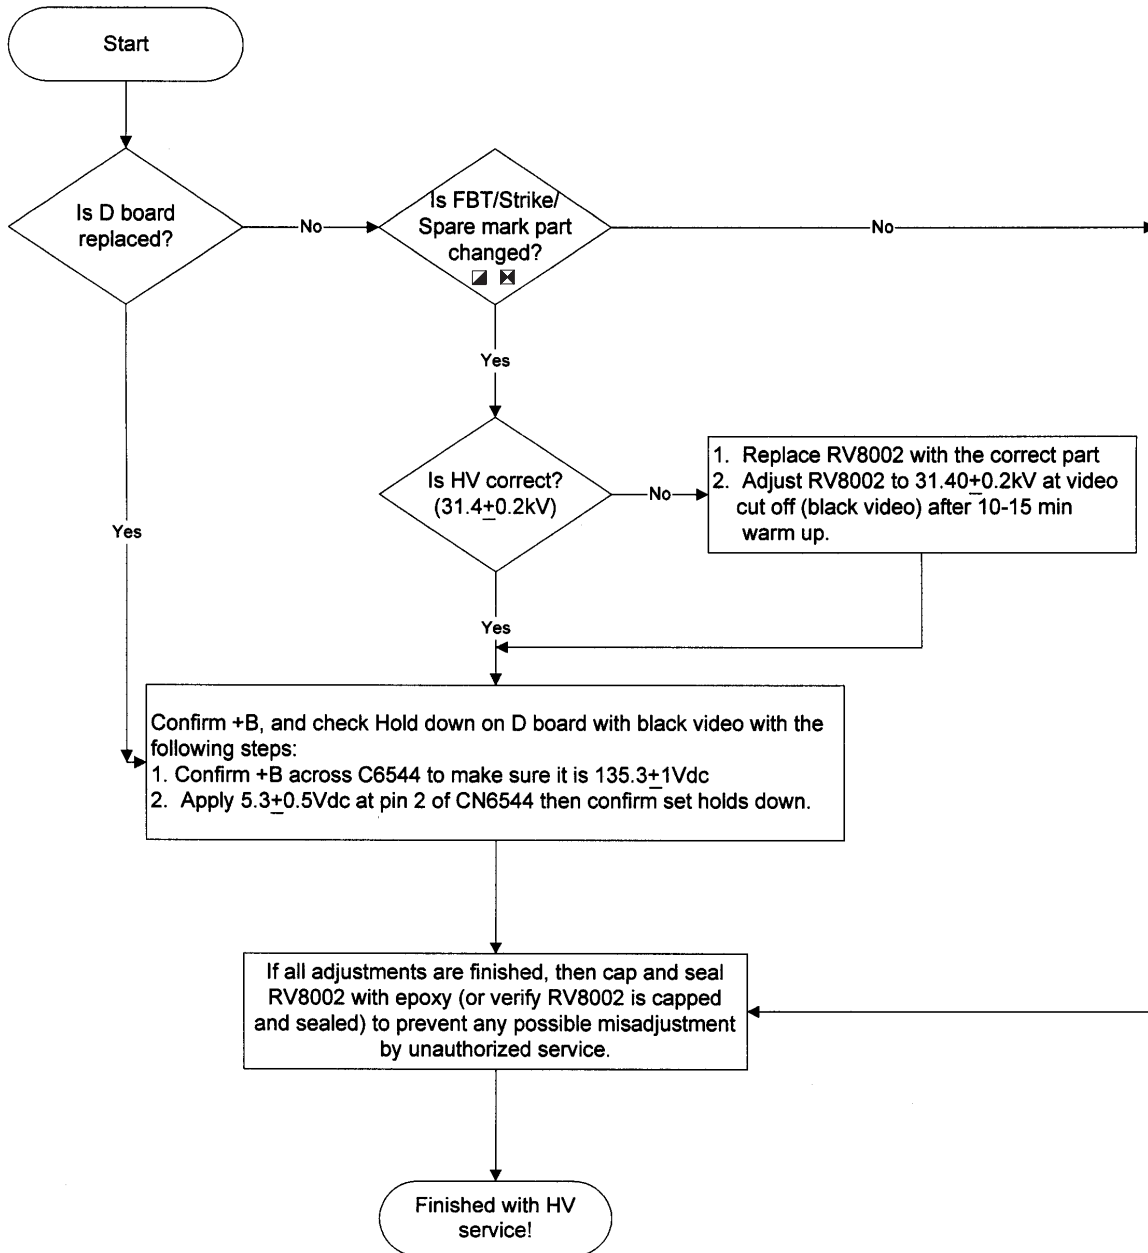 Start
Is D board
replaced?
No
Is FBT/Strike/
Spare mark part
changed?
No
Yes
Yes
Is HV correct?
(31.4±0.2kV)
No
1. Replace RV8002 with the correct part
2. Adjust RV8002 to 31.40±0.2kV at video
cut off (black video) after 10-15 min
warm up.
Yes
Confirm +B, and check Hold down on D board with black video with the
following steps:
1. Confirm +B across C6544 to make sure it is 135.3±1Vdc
2. Apply 5.3±0.5Vdc at pin 2 of CN6544 then confirm set holds down.
If all adjustments are finished, then cap and seal
RV8002 with epoxy (or verify RV8002 is capped
and sealed) to prevent any possible misadjustment
by unauthorized service.
Finished with HV
service!